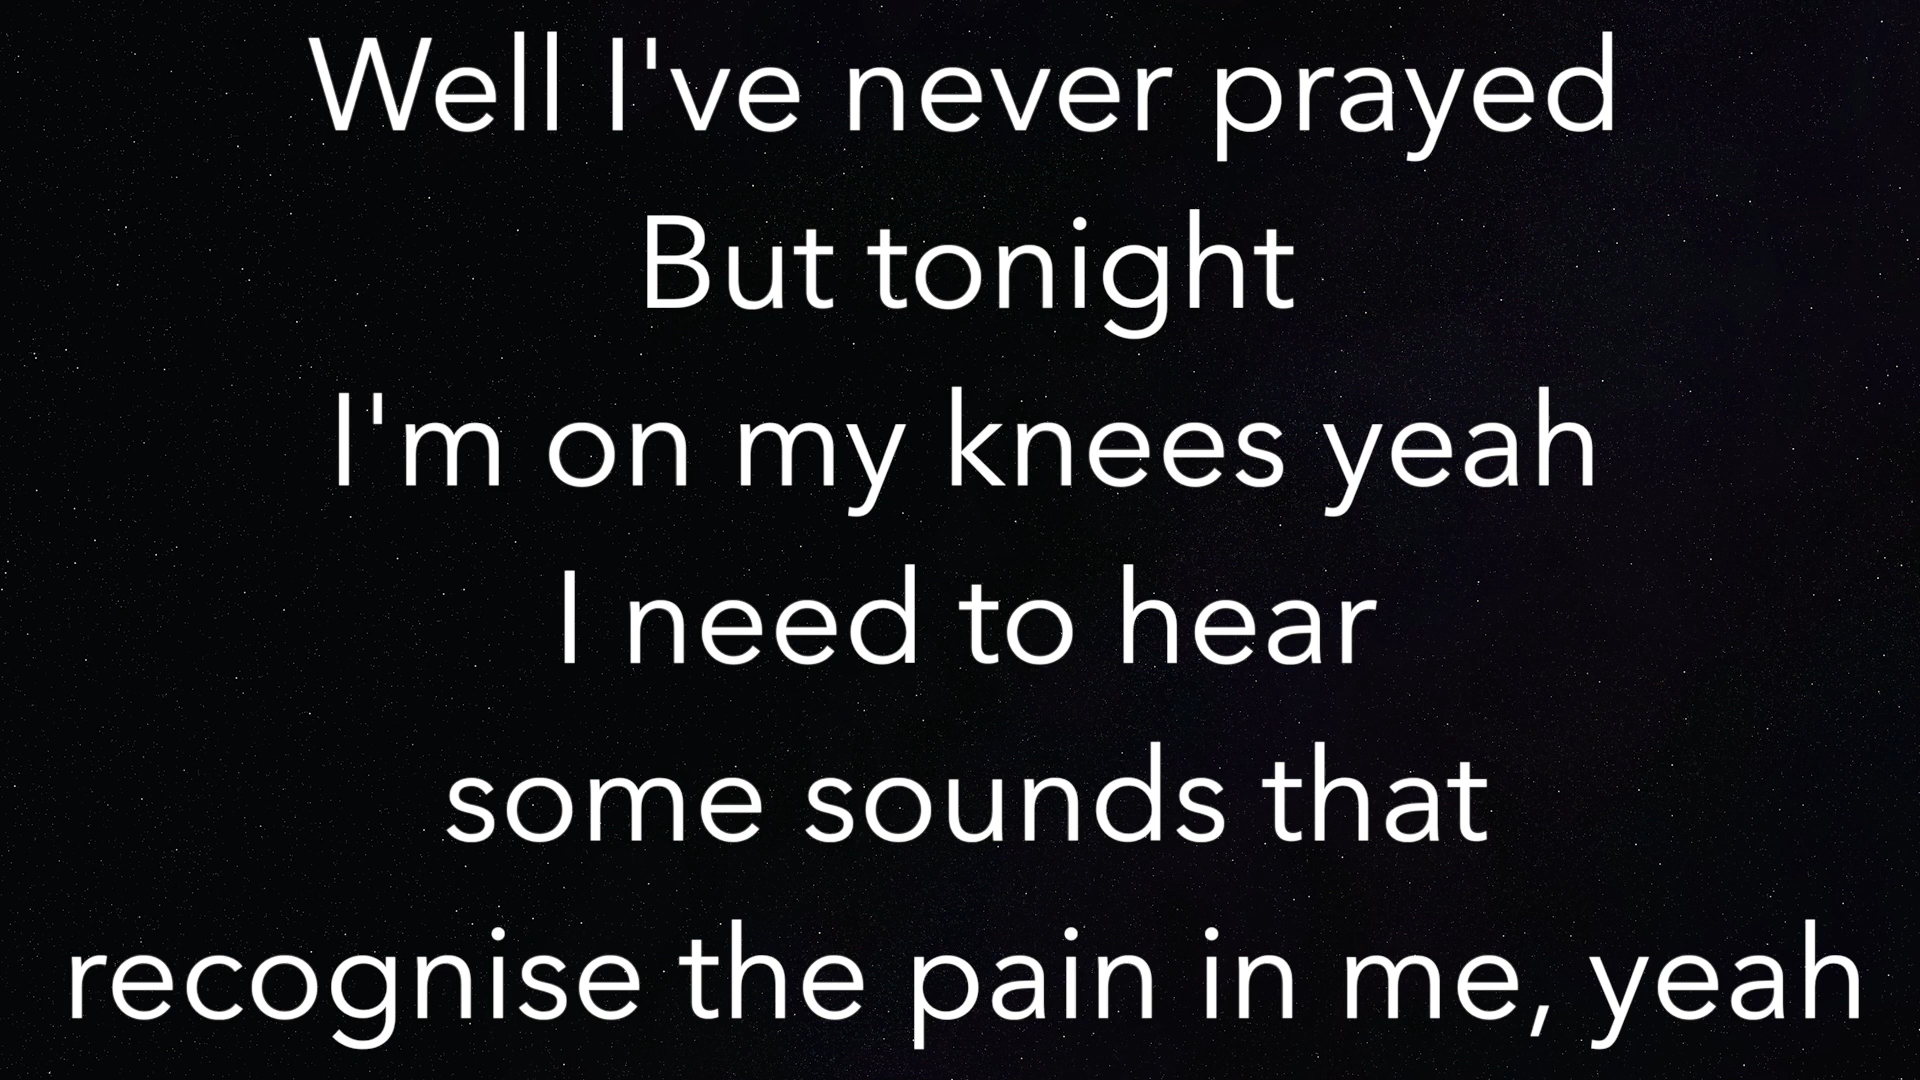 Well I've never prayed
But tonight
I'm on my knees yeah
I need to hear
some sounds that
recognise the pain in me, yeah